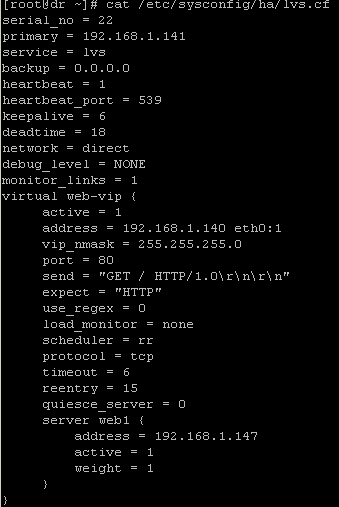 [root@dr ~]# cat /etc/sysconfig/ha/lvs.cf
serial_no = 22
primary = 192.168.1.141
service = lvs
backup = 0.0.0.0
heartbeat = 1
heartbeat_port = 539
keepalive = 6
deadtime = 18
network = direct
debug_level = NONE
monitor_links = 1
virtual web-vip {
     active = 1
     address = 192.168.1.140 eth0:1
     vip_nmask = 255.255.255.0
     port = 80
     send = "GET / HTTP/1.0\r\n\r\n"
     expect = "HTTP"
     use_regex = 0
     load_monitor = none
     scheduler = rr
     protocol = tcp
     timeout = 6
     reentry = 15
     quiesce_server = 0
     server web1 {
         address = 192.168.1.147
         active = 1
         weight = 1
     }
}